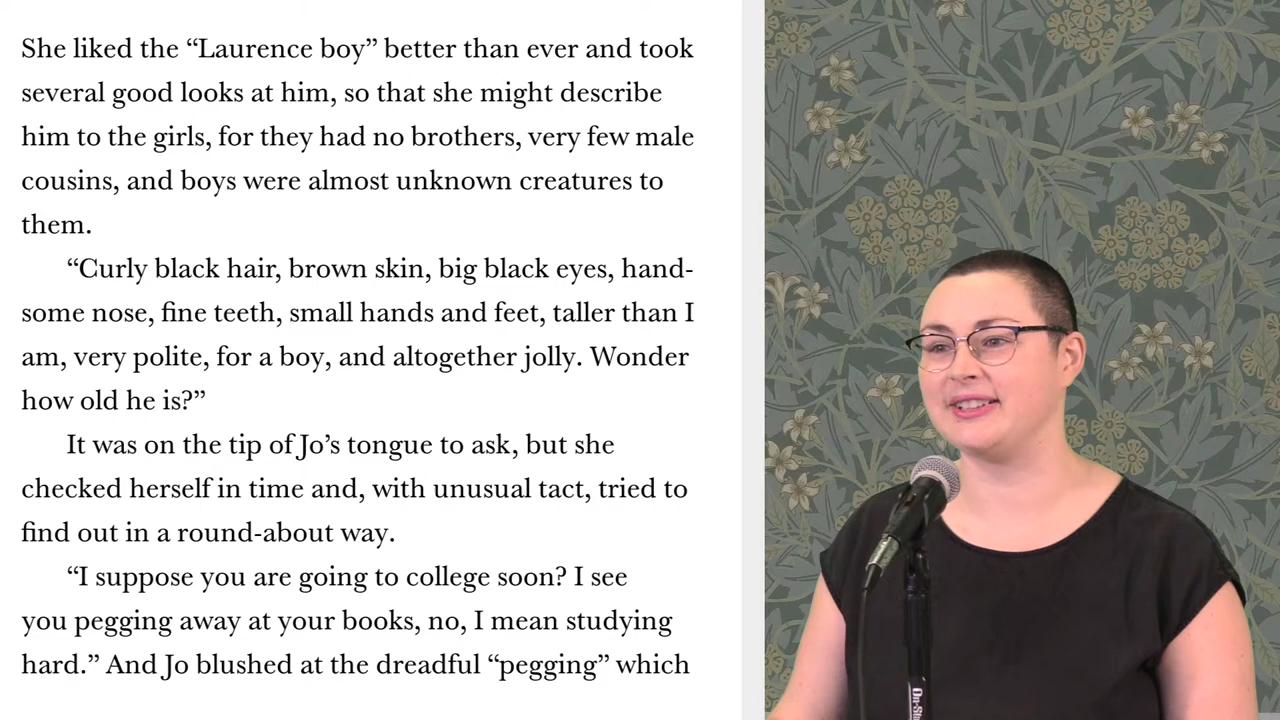 She liked the “Laurence boy” better than ever and took
several good looks at him, so that she might describe
him to the girls, for they had no brothers, very few male
cousins, and boys were almost unknown creatures to
them.
“Curly black hair, brown skin, big black eyes, hand-
some nose, fine teeth, small hands and feet, taller than I
am, very polite, for a boy, and altogether jolly. Wonder
how old he is?”
It was on the tip of Jo’s tongue to ask, but she
checked herself in time and, with unusual tact, tried to
find out in a round-about way.
“I suppose you are going to college soon? I see
you pegging away at your books, no, I mean studying
hard.” And Jo blushed at the dreadful “pegging” which